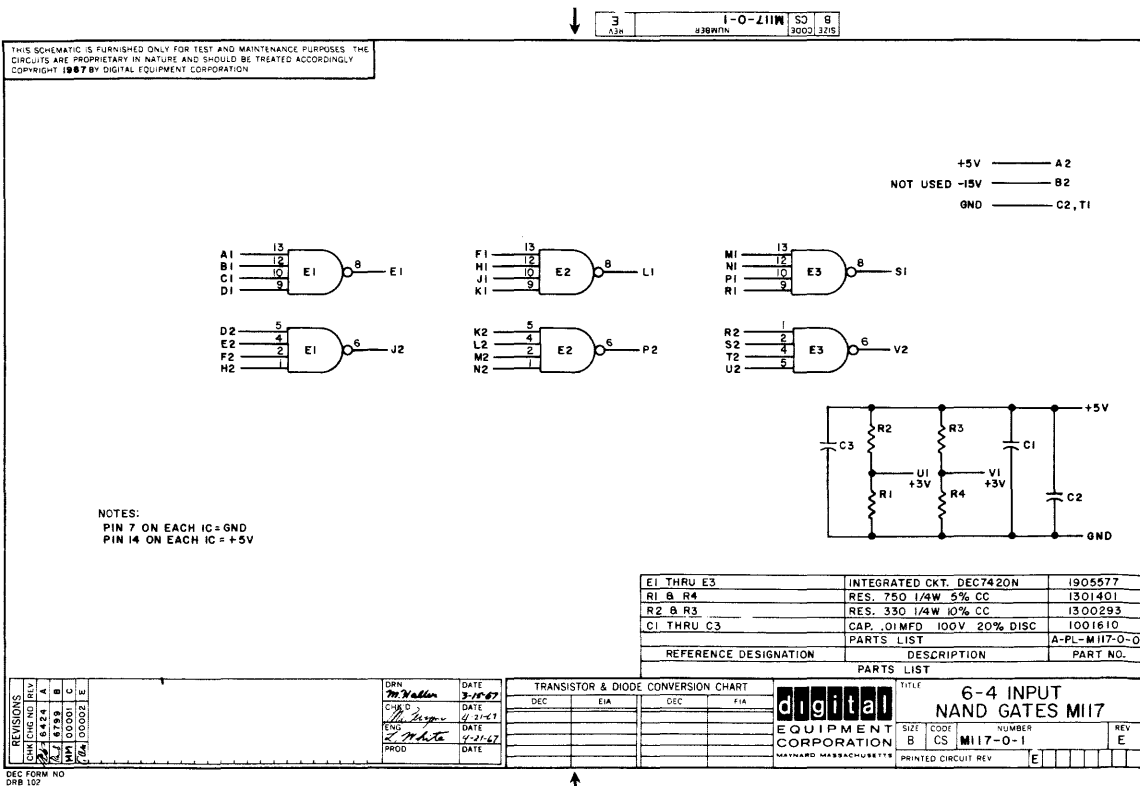 SIZE CODE NUMBER REV
B CS M117-0-1 E
THIS SCHEMATIC IS FURNISHED ONLY FOR TEST AND MAINTENANCE PURPOSES. THE
CIRCUITS ARE PROPRIETARY IN NATURE AND SHOULD BE TREATED ACCORDINGLY
COPYRIGHT 1967 BY DIGITAL EQUIPMENT CORPORATION
+5V A2
NOT USED -15V B2
GND C2, T1
A1 13
B1 12
C1 10
D1 9
E1 8 E1
F1 13
H1 12
J1 10
K1 9
E2 8 L1
M1 13
N1 12
P1 10
R1 9
E3 8 S1
D2 5
E2 4
F2 2
H2 1
E1 6 J2
K2 5
L2 4
M2 2
N2 1
E2 6 P2
R2 1
S2 2
T2 4
U2 5
E3 6 V2
+5V
C3 R2 R3 C1
U1 +3V
V1 +3V
R1 R4 C2
GND
NOTES:
PIN 7 ON EACH IC = GND
PIN 14 ON EACH IC = +5V
E1 THRU E3 INTEGRATED CKT. DEC7420N 1905577
R1 & R4 RES. 750 1/4W 5% CC 1301401
R2 & R3 RES. 330 1/4W 10% CC 1300293
C1 THRU C3 CAP. .01MFD 100V 20% DISC 1001610
PARTS LIST A-PL-M117-0-0
REFERENCE DESIGNATION DESCRIPTION PART NO.
PARTS LIST
REVISIONS
CHK CHG NO REV
6424 A
6799 B
00001 C
00002 E
DRN DATE
M. Waller 3-15-67
CHK'D DATE
4-21-67
ENG DATE
L. White 4-21-67
PROD DATE
TRANSISTOR & DIODE CONVERSION CHART
DEC EIA DEC EIA
digital
EQUIPMENT
CORPORATION
MAYNARD MASSACHUSETTS
TITLE
6-4 INPUT
NAND GATES M117
SIZE CODE NUMBER REV
B CS M117-0-1 E
PRINTED CIRCUIT REV E
DEC FORM NO
DRB 102